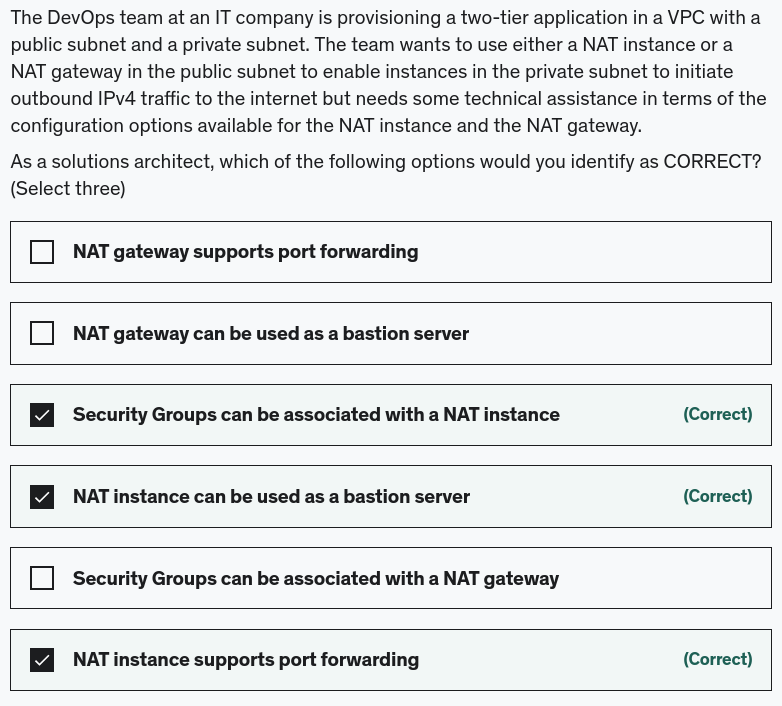 The DevOps team at an IT company is provisioning a two-tier application in a VPC with a
public subnet and a private subnet. The team wants to use either a NAT instance or a
NAT gateway in the public subnet to enable instances in the private subnet to initiate
outbound IPv4 traffic to the internet but needs some technical assistance in terms of the
configuration options available for the NAT instance and the NAT gateway.
As a solutions architect, which of the following options would you identify as CORRECT?
(Select three)
NAT gateway supports port forwarding
NAT gateway can be used as a bastion server
Security Groups can be associated with a NAT instance (Correct)
NAT instance can be used as a bastion server (Correct)
Security Groups can be associated with a NAT gateway
NAT instance supports port forwarding (Correct)